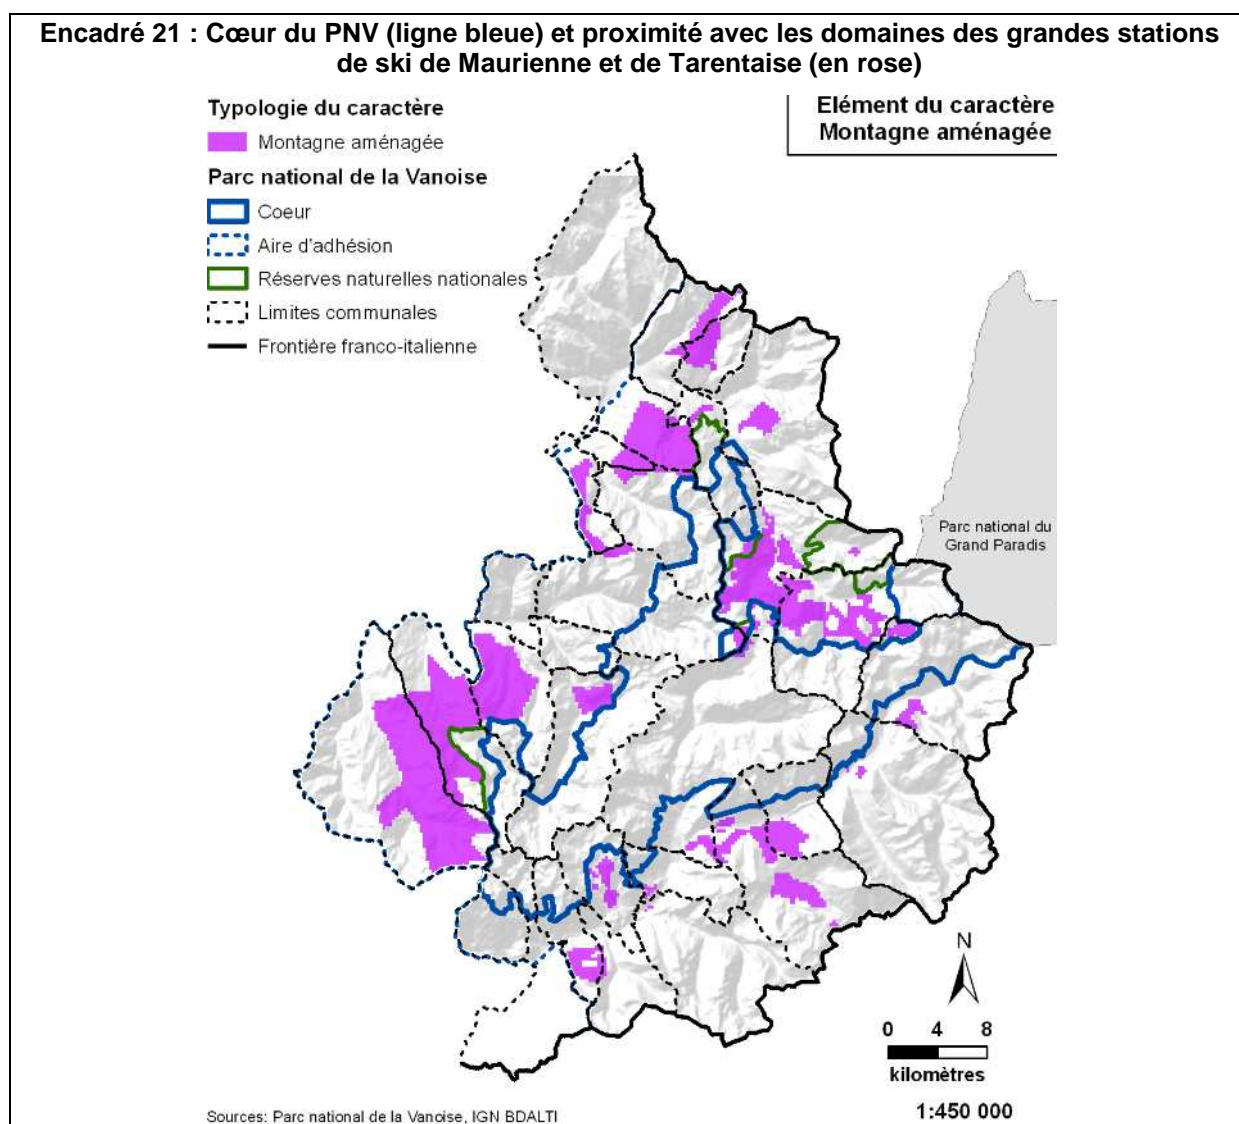 Encadré 21 : Cœur du PNV (ligne bleue) et proximité avec les domaines des grandes stations
de ski de Maurienne et de Tarentaise (en rose)
Typologie du caractère
Montagne aménagée
Parc national de la Vanoise
Coeur
Aire d'adhésion
Réserves naturelles nationales
Limites communales
Frontière franco-italienne
Elément du caractère
Montagne aménagée
Parc national du
Grand Paradis
N
0 4 8
kilomètres
1:450 000
Sources: Parc national de la Vanoise, IGN BDALTI